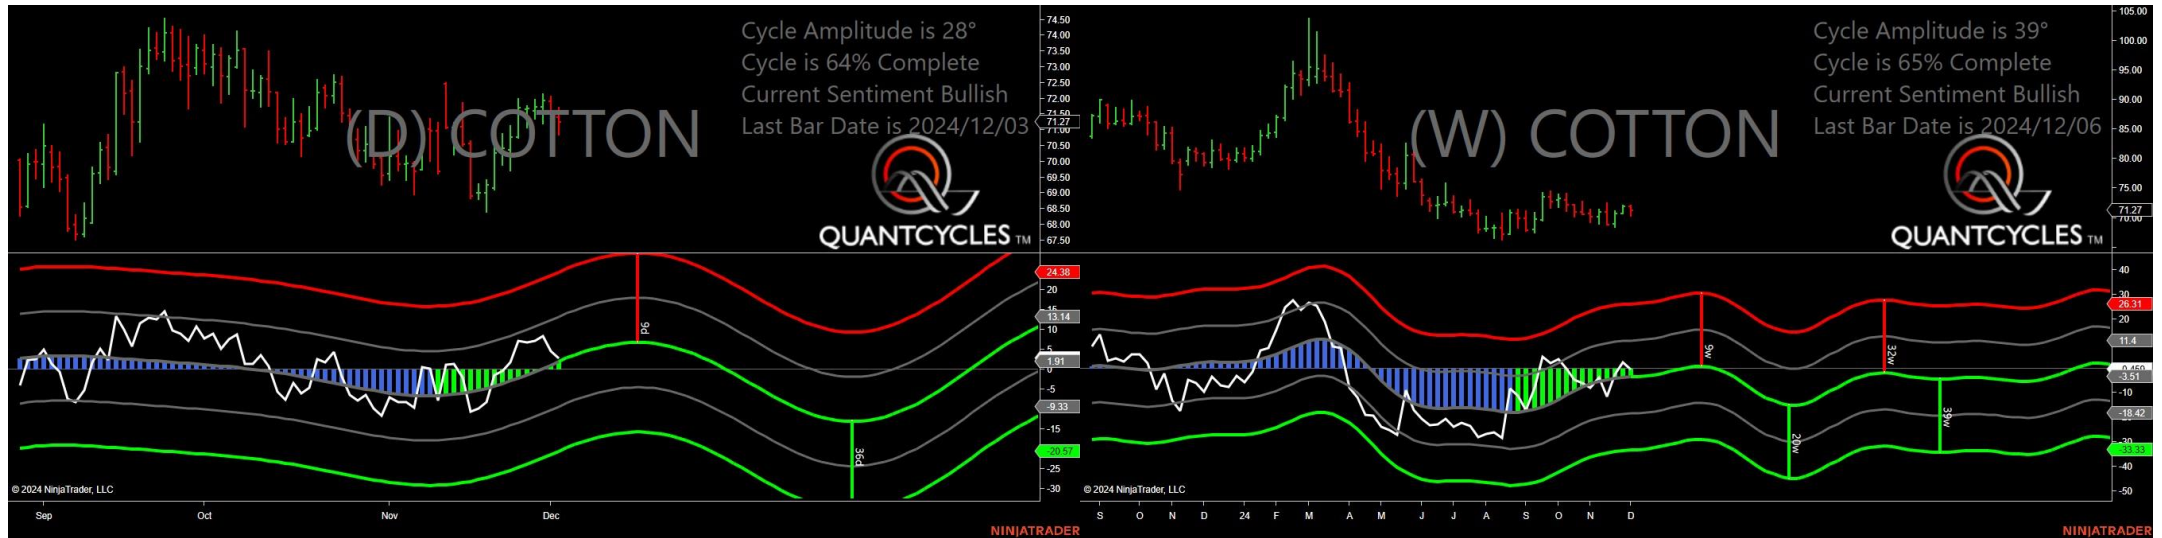 Cycle Amplitude is 28°
Cycle is 64% Complete
Current Sentiment Bullish
Last Bar Date is 2024/12/03
(D) COTTON
QUANTCYCLES TM
74.50
74.00
73.50
73.00
72.50
72.00
71.50
71.27
71.00
70.50
70.00
69.50
69.00
68.50
68.00
67.50
24.38
20
15
13.14
10
5
1.91
0
-5
-9.33
-15
-20.57
-25
-30
9d
36d
© 2024 NinjaTrader, LLC
Sep Oct Nov Dec
NINJATRADER
Cycle Amplitude is 39°
Cycle is 65% Complete
Current Sentiment Bullish
Last Bar Date is 2024/12/06
(W) COTTON
QUANTCYCLES TM
105.00
100.00
95.00
90.00
85.00
80.00
75.00
71.27
70.00
40
30
26.31
20
11.4
-3.51
-10
-18.42
-30
-33.33
-40
-50
9w
20w
32w
39w
© 2024 NinjaTrader, LLC
S O N D 24 F M A M J J A S O N D
NINJATRADER